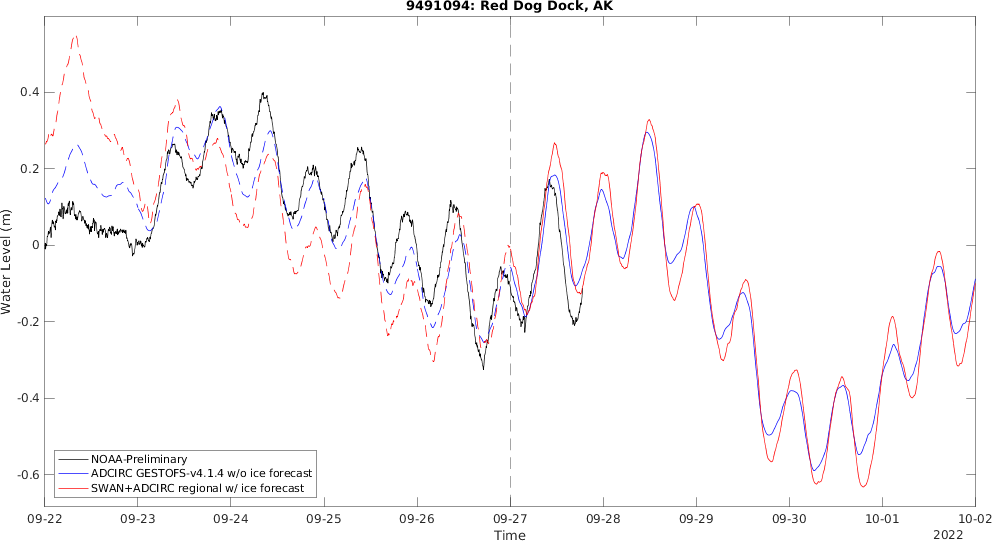 9491094: Red Dog Dock, AK
Water Level (m)
0.4
0.2
0
-0.2
-0.4
-0.6
NOAA-Preliminary
ADCIRC GESTOFS-v4.1.4 w/o ice forecast
SWAN+ADCIRC regional w/ ice forecast
09-22 09-23 09-24 09-25 09-26 09-27 09-28 09-29 09-30 10-01 10-02
Time
2022